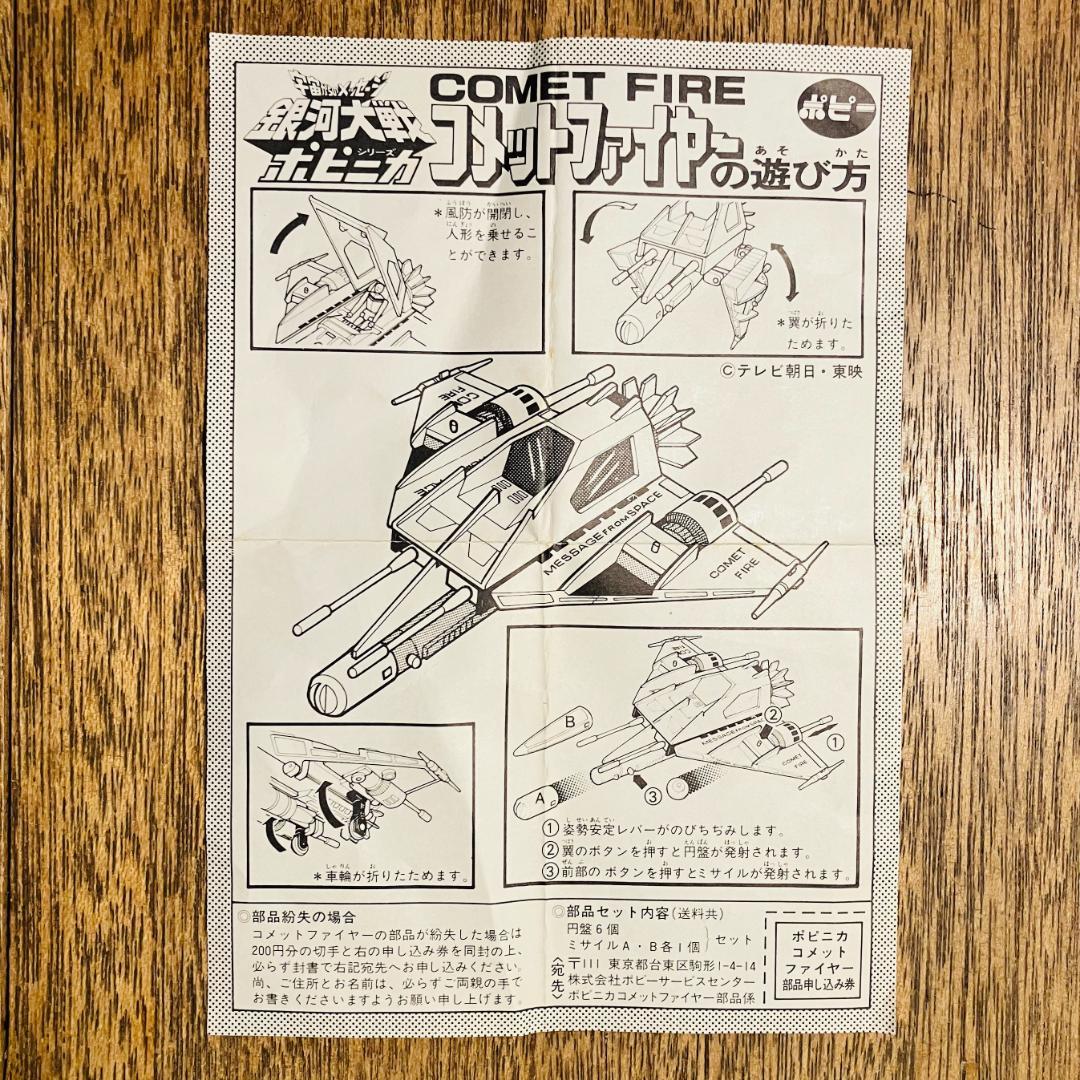 宇宙からのメッセージ
銀河大戦
シリーズ
ポピニカ
COMET FIRE
コメットファイヤーの遊び方
あそ かた
ポピー
*風防が開閉し、
人形を乗せるこ
とができます。
*翼が折りた
ためます。
©テレビ朝日・東映
COMET
FIRE
MESSAGE FROM SPACE
COMET
FIRE
B
A
②
①
③
MESSAGE FROM
COMET
FIRE
①姿勢安定レバーがのびちぢみします。
②翼のボタンを押すと円盤が発射されます。
③前部のボタンを押すとミサイルが発射されます。
*車輪が折りたためます。
◎部品紛失の場合
コメットファイヤーの部品が紛失した場合は
200円分の切手と右の申し込み券を同封の上、
必らず封書で右記宛先へお申し込みください。
尚、ご住所とお名前は、必らずご両親の手で
お書きくださいますようお願い申し上げます。
◎部品セット内容(送料共)
円盤6個
ミサイルA・B各1個
セット
〈宛先〉
〒111 東京都台東区駒形1-4-14
株式会社ポピーサービスセンター
ポピニカコメットファイヤー部品係
ポピニカ
コメット
ファイヤー
部品申し込み券